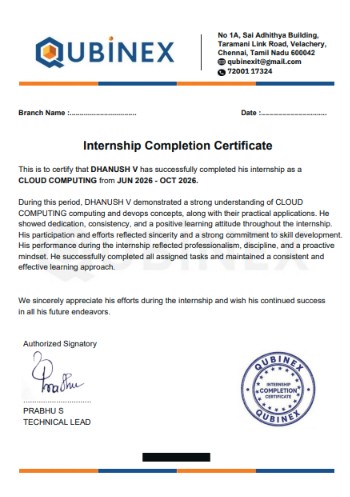 QUBINEX
No 1A, Sai Adhithya Building,
Taramani Link Road, Velachery,
Chennai, Tamil Nadu 600042
qubinexit@gmail.com
72001 17324
Branch Name :..................................
Date :.................................
Internship Completion Certificate
This is to certify that DHANUSH V has successfully completed his internship as a
CLOUD COMPUTING from JUN 2026 - OCT 2026.
During this period, DHANUSH V demonstrated a strong understanding of CLOUD
COMPUTING computing and devops concepts, along with their practical applications. He
showed dedication, consistency, and a positive learning attitude throughout the internship.
His participation and efforts reflected sincerity and a strong commitment to skill development.
His performance during the internship reflected professionalism, discipline, and a proactive
mindset. He successfully completed all assigned tasks and maintained a consistent and
effective learning approach.
QUBINEX
We sincerely appreciate his efforts during the internship and wish his continued success
in all his future endeavors.
Authorized Signatory
Prabhu
..................................
PRABHU S
TECHNICAL LEAD
QUBINEX
INTERNSHIP
COMPLETION
CERTIFICATE
QUBINEX